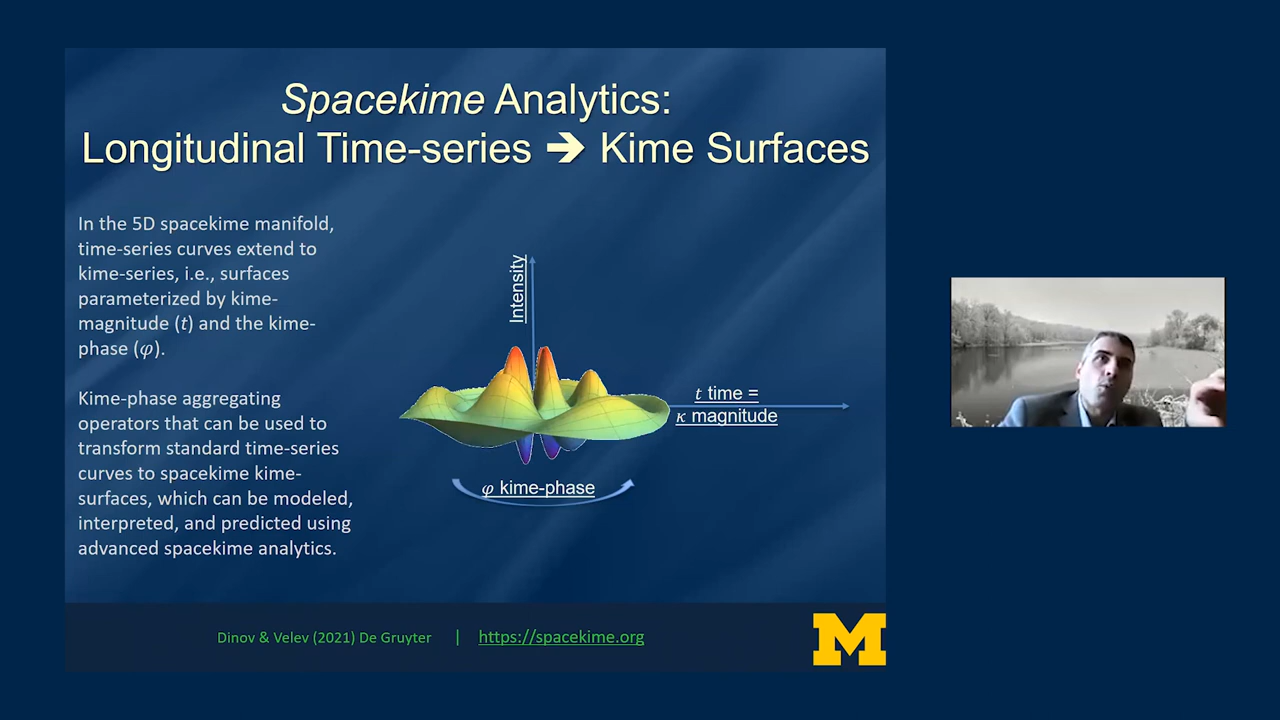 Spacekime Analytics:
Longitudinal Time-series ➔ Kime Surfaces
In the 5D spacekime manifold,
time-series curves extend to
kime-series, i.e., surfaces
parameterized by kime-
magnitude (t) and the kime-
phase (φ).
Kime-phase aggregating
operators that can be used to
transform standard time-series
curves to spacekime kime-
surfaces, which can be modeled,
interpreted, and predicted using
advanced spacekime analytics.
Intensity
t time =
κ magnitude
φ kime-phase
Dinov & Velev (2021) De Gruyter | https://spacekime.org
M